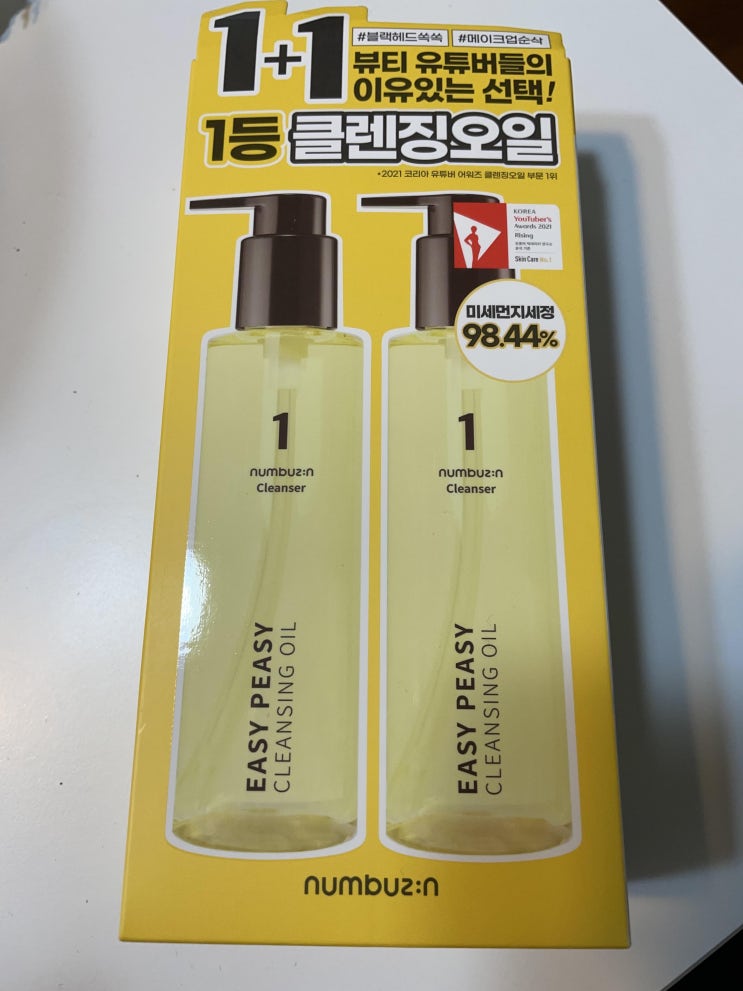 1+1
#블랙헤드쏙쏙 #메이크업순삭
뷰티 유튜버들의
이유있는 선택!
1등 클렌징오일
*2021 코리아 유튜버 어워즈 클렌징오일 부문 1위
KOREA
YouTuber's
Awards 2021
Rising
Skin Care No.1
미세먼지세정
98.44%
1
numbuz:n
Cleanser
EASY PEASY
CLEANSING OIL
1
numbuz:n
Cleanser
EASY PEASY
CLEANSING OIL
numbuz:n